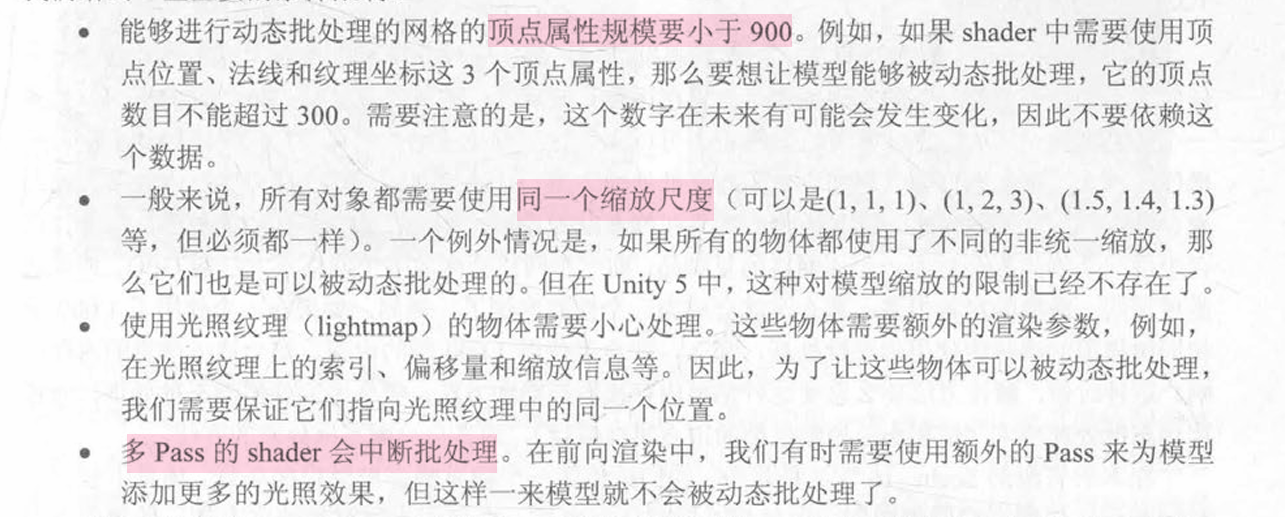 ● 能够进行动态批处理的网格的顶点属性规模要小于 900。例如，如果 shader 中需要使用顶
点位置、法线和纹理坐标这 3 个顶点属性，那么要想让模型能够被动态批处理，它的顶点
数目不能超过 300。需要注意的是，这个数字在未来有可能会发生变化，因此不要依赖这
个数据。
● 一般来说，所有对象都需要使用同一个缩放尺度（可以是(1, 1, 1)、(1, 2, 3)、(1.5, 1.4, 1.3)
等，但必须都一样）。一个例外情况是，如果所有的物体都使用了不同的非统一缩放，那
么它们也是可以被动态批处理的。但在 Unity 5 中，这种对模型缩放的限制已经不存在了。
● 使用光照纹理（lightmap）的物体需要小心处理。这些物体需要额外的渲染参数，例如，
在光照纹理上的索引、偏移量和缩放信息等。因此，为了让这些物体可以被动态批处理，
我们需要保证它们指向光照纹理中的同一个位置。
● 多 Pass 的 shader 会中断批处理。在前向渲染中，我们有时需要使用额外的 Pass 来为模型
添加更多的光照效果，但这样一来模型就不会被动态批处理了。